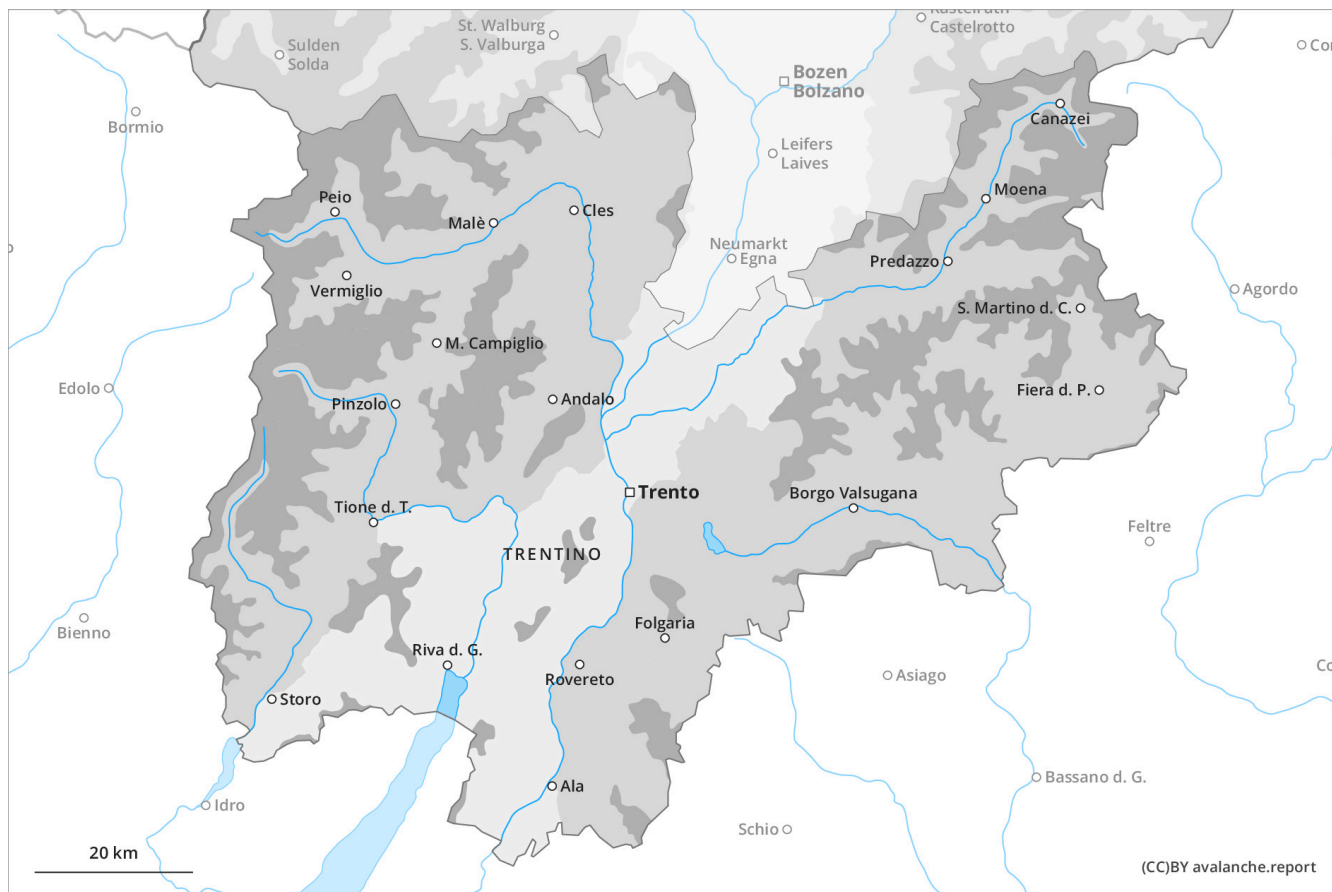 Kastelruth
Castelrotto
St. Walburg
S. Valburga
Sulden
Solda
Bozen
Bolzano
Bormio
Canazei
Leifers
Laives
Moena
Peio
Malè
Cles
Neumarkt
Egna
Predazzo
Vermiglio
Agordo
S. Martino d. C.
M. Campiglio
Edolo
Fiera d. P.
Pinzolo
Andalo
Trento
Borgo Valsugana
Tione d. T.
Feltre
TRENTINO
Bienno
Folgaria
Riva d. G.
Rovereto
Asiago
Storo
Ala
Bassano d. G.
Idro
Schio
20 km
(CC)BY avalanche.report